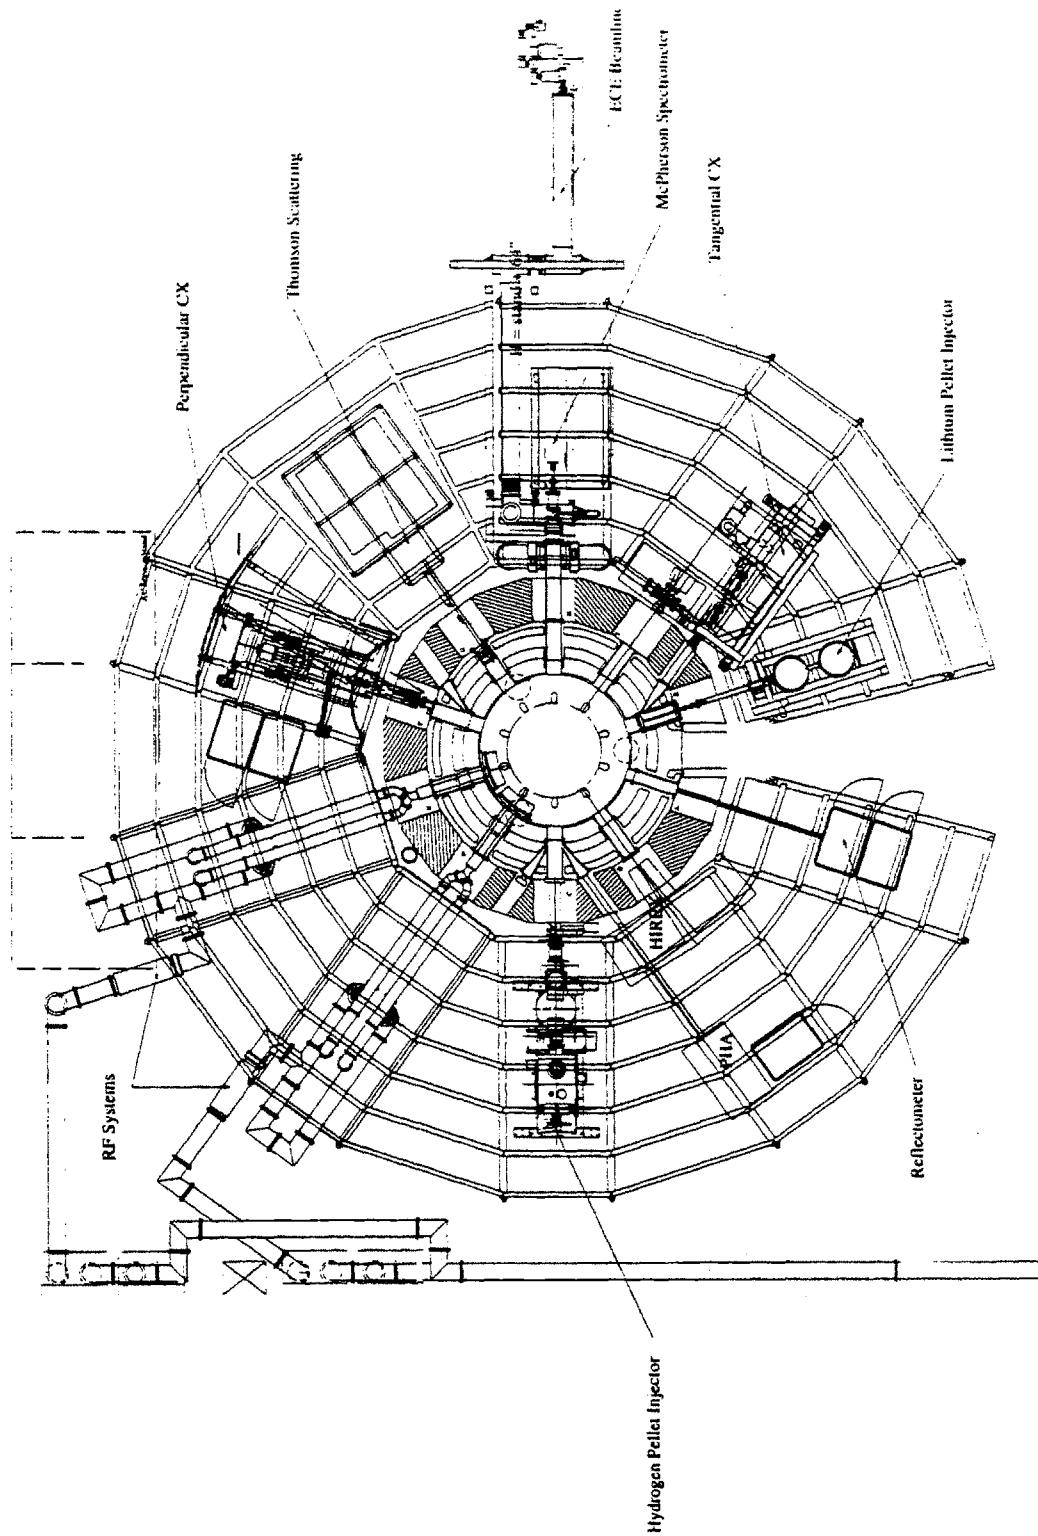 ECE Beamline
McPherson Spectrometer
Tangential CX
Thomson Scattering
Perpendicular CX
Lithium Pellet Injector
RF Systems
HIREX
PHA
Reflectometer
Hydrogen Pellet Injector